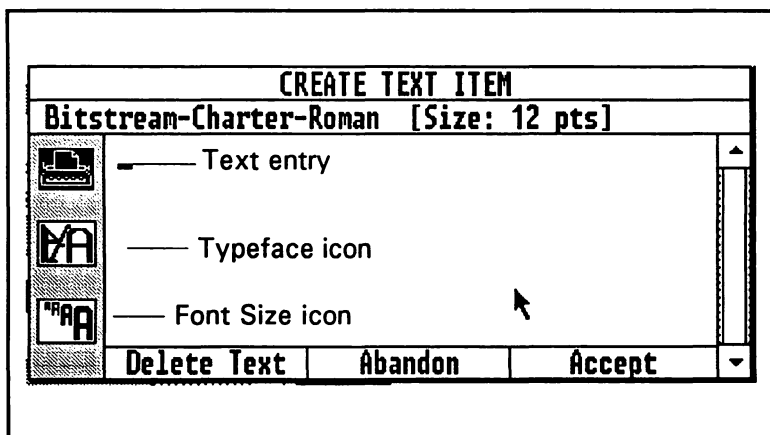 CREATE TEXT ITEM
Bitstream-Charter-Roman [Size: 12 pts]
Text entry
Typeface icon
Font Size icon
Delete Text Abandon Accept